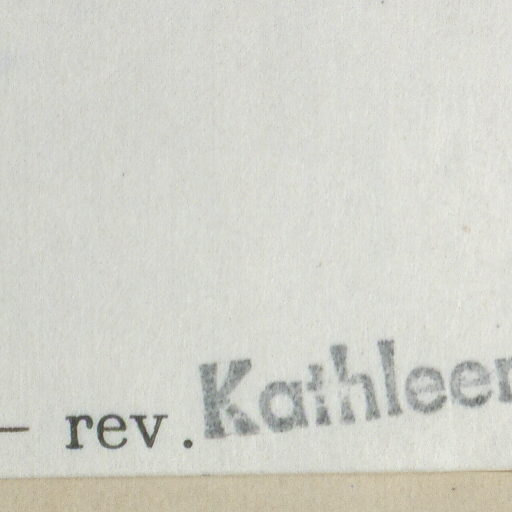 — rev. Kathleen